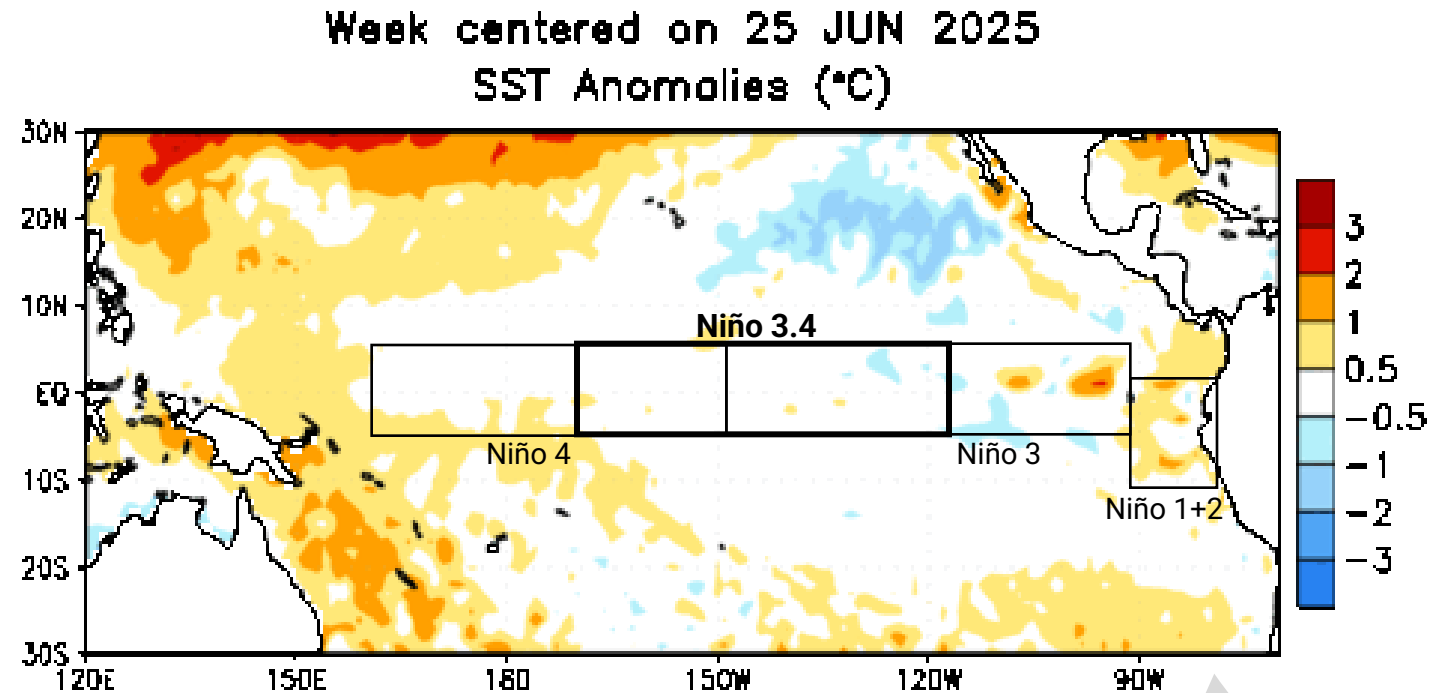 Week centered on 25 JUN 2025
SST Anomalies (°C)
30N
20N
10N
EQ
10S
20S
30S
120E
150E
180
150W
120W
90W
Niño 3.4
Niño 4
Niño 3
Niño 1+2
3
2
1
0.5
−0.5
−1
−2
−3